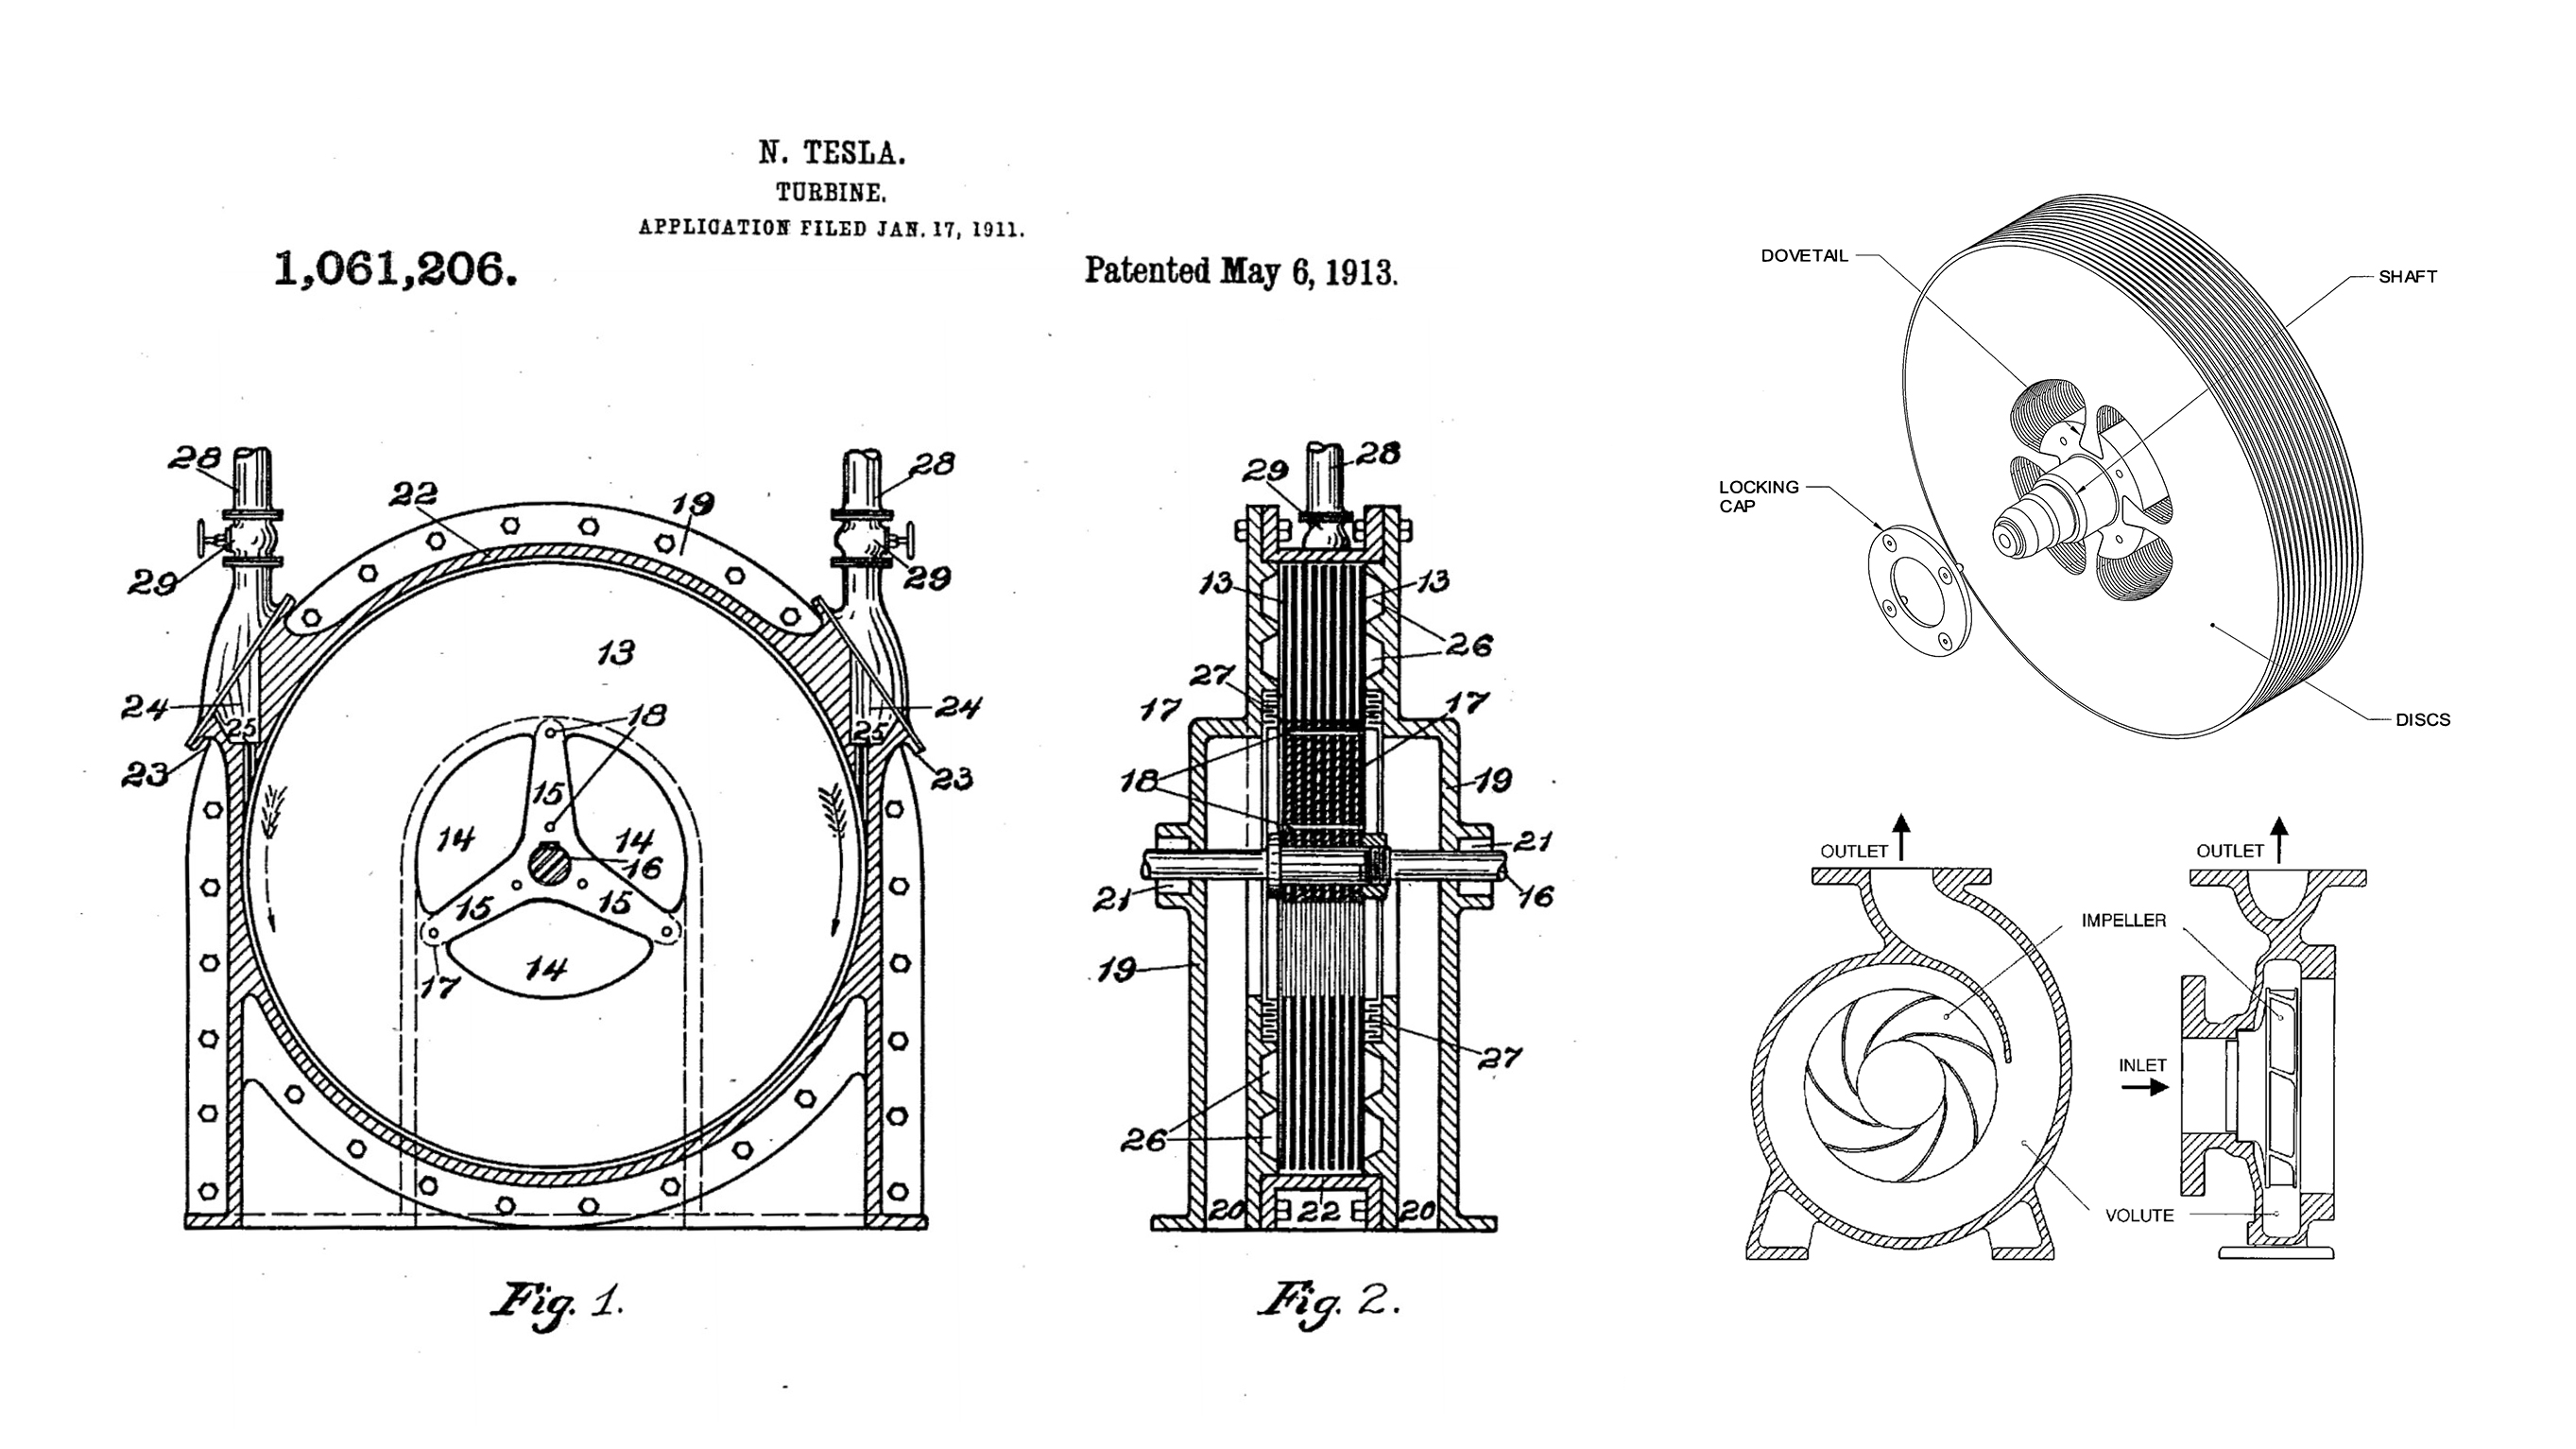 N. TESLA.
TURBINE.
APPLICATION FILED JAN. 17, 1911.
1,061,206.
Patented May 6, 1913.
28
28
22
19
29
29
13
24
25
18
25
24
23
23
15
14
14
16
15
15
17
14
Fig. 1.
28
29
13
13
26
27
17
17
18
19
21
21
16
19
27
26
20
22
20
Fig. 2.
DOVETAIL
SHAFT
LOCKING
CAP
DISCS
OUTLET
OUTLET
IMPELLER
INLET
VOLUTE